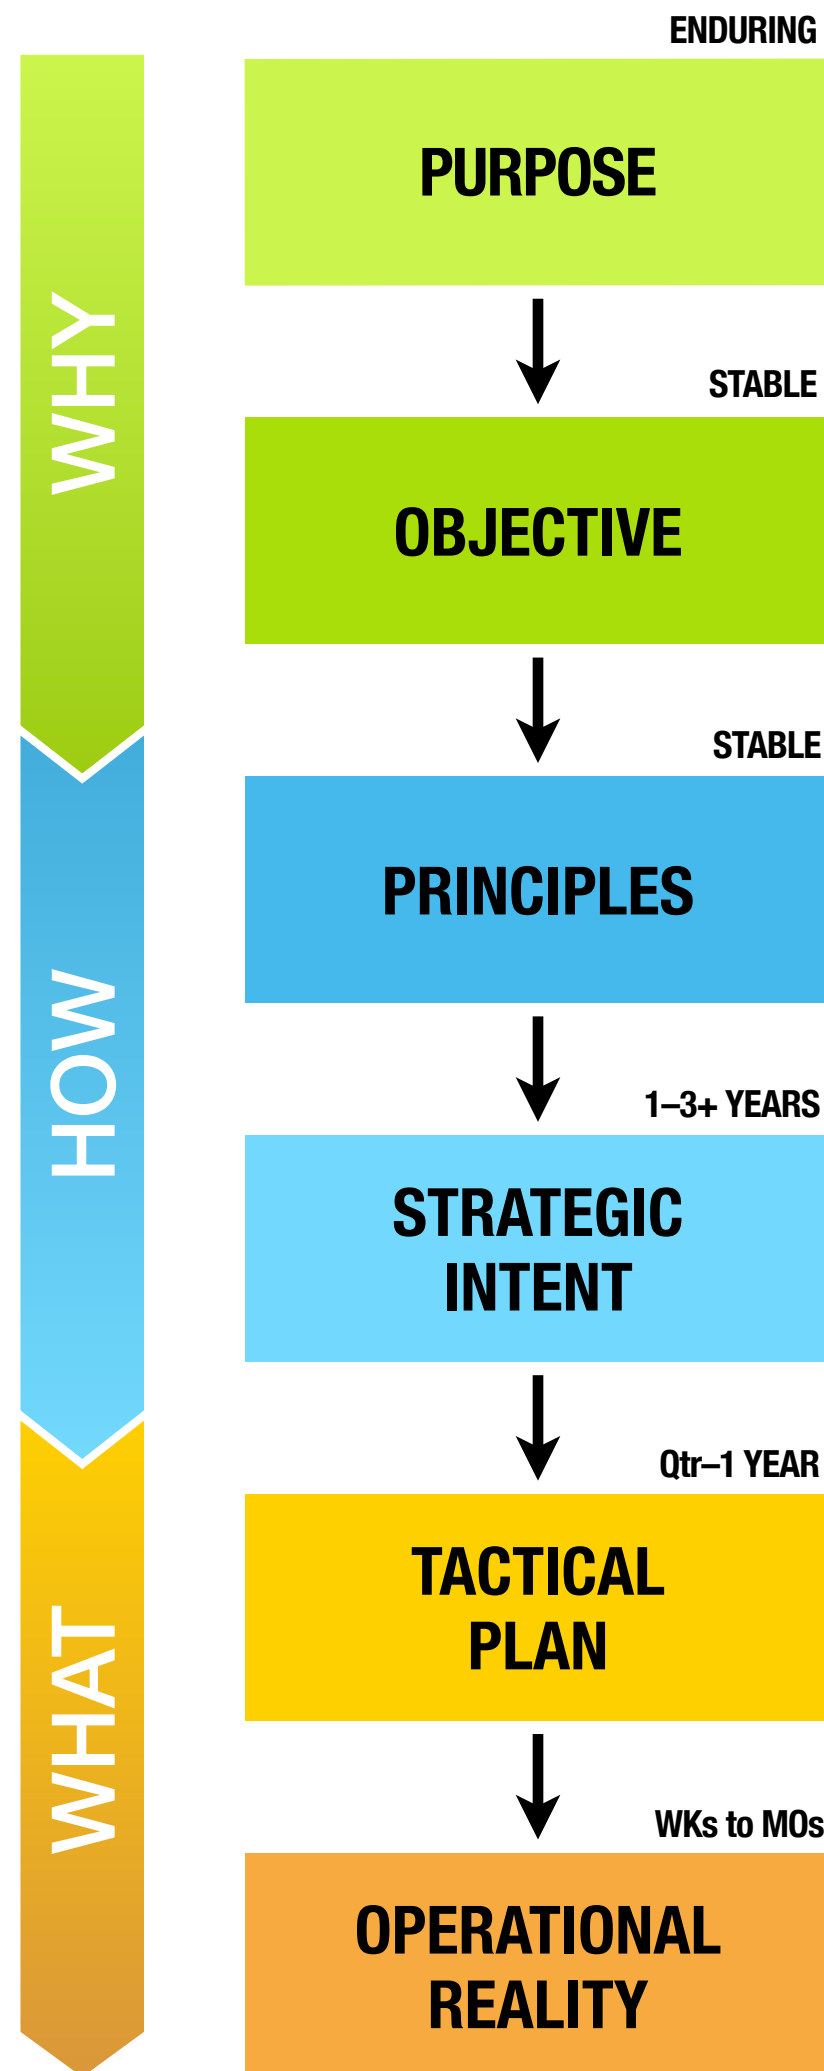 ENDURING
PURPOSE
WHY
STABLE
OBJECTIVE
STABLE
PRINCIPLES
HOW
1–3+ YEARS
STRATEGIC
INTENT
Qtr–1 YEAR
TACTICAL
PLAN
WHAT
WKs to MOs
OPERATIONAL
REALITY